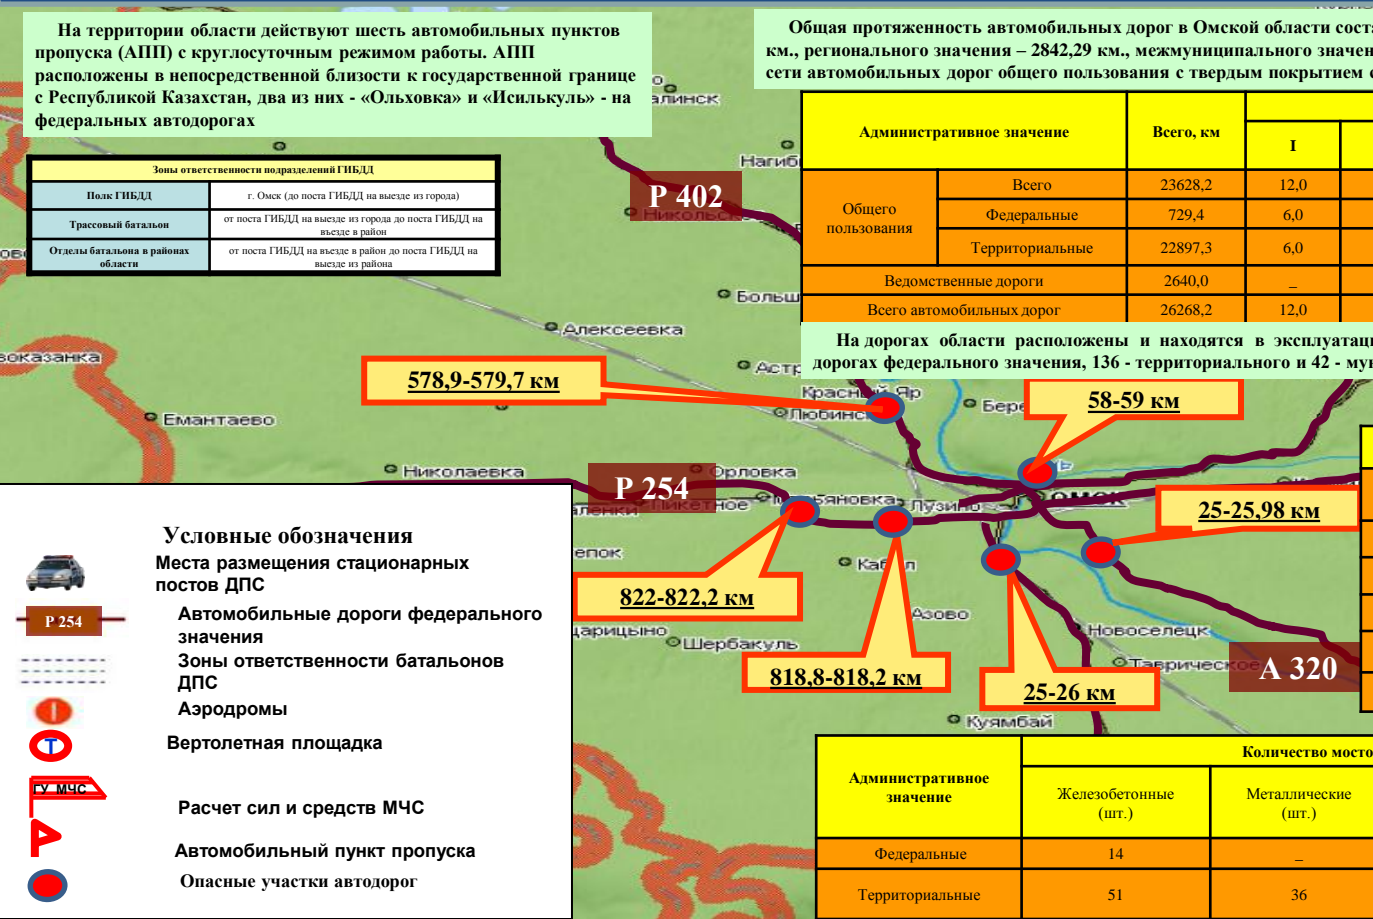 На территории области действуют шесть автомобильных пунктов
пропуска (АПП) с круглосуточным режимом работы. АПП
расположены в непосредственной близости к государственной границе
с Республикой Казахстан, два из них - «Ольховка» и «Исилькуль» - на
федеральных автодорогах
Общая протяженность автомобильных дорог в Омской области
км., регионального значения – 2842,29 км., межмуниципального
сети автомобильных дорог общего пользования с твердым покрытием
Зоны ответственности подразделений ГИБДД
Полк ГИБДД
г. Омск (до поста ГИБДД на выезде из города)
Трассовый батальон
от поста ГИБДД на выезде из города до поста ГИБДД на
въезде в район
Отделы батальона в районах
области
от поста ГИБДД на въезде в район до поста ГИБДД на
выезде из района
Административное значение
Всего, км
I
Общего
пользования
Всего
23628,2
12,0
Федеральные
729,4
6,0
Территориальные
22897,3
6,0
Ведомственные дороги
2640,0
_
Всего автомобильных дорог
26268,2
12,0
На дорогах области расположены и находятся в
дорогах федерального значения, 136 - территориального и 42 -
Р 402
Алексеевка
578,9-579,7 км
58-59 км
Емантаево
Николаевка
Орловка
Р 254
25-25,98 км
822-822,2 км
Азово
Новоселецк
Шербакуль
Таврическое
А 320
818,8-818,2 км
25-26 км
Куямбай
Условные обозначения
Места размещения стационарных
постов ДПС
Р 254
Автомобильные дороги федерального
значения
Зоны ответственности батальонов
ДПС
Аэродромы
Т
Вертолетная площадка
ГУ МЧС
Расчет сил и средств МЧС
Автомобильный пункт пропуска
Опасные участки автодорог
Административное
значение
Количество
Железобетонные
(шт.)
Металлические
(шт.)
Федеральные
14
_
Территориальные
51
36